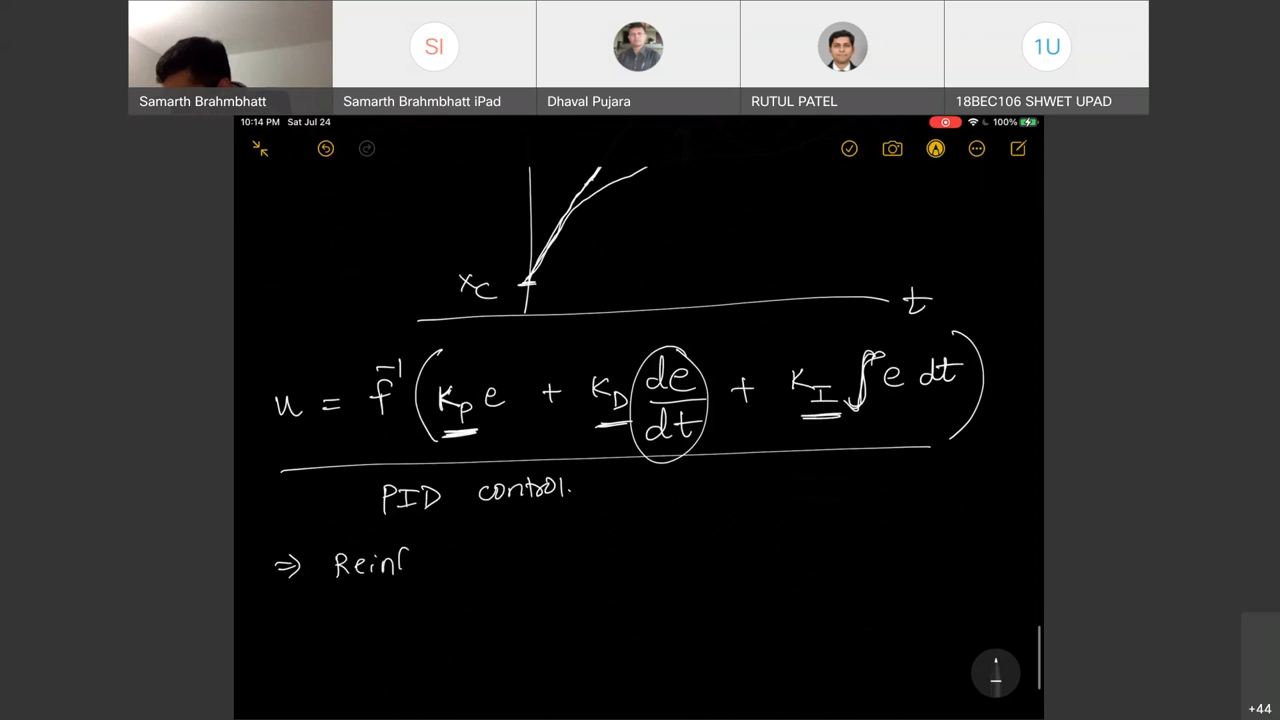 SI
1U
Samarth Brahmbhatt
Samarth Brahmbhatt iPad
Dhaval Pujara
RUTUL PATEL
18BEC106 SHWET UPAD
10:14 PM Sat Jul 24
100%
x_C
t
u = f^{-1} ( K_P e + K_D de/dt + K_I ∫ e dt )
PID control.
⇒ Reinf
+44